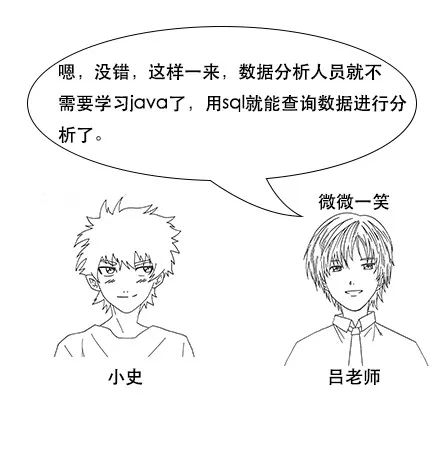 嗯，没错，这样一来，数据分析人员就不
需要学习java了，用sql就能查询数据进行分
析了。
微微一笑
小史
吕老师